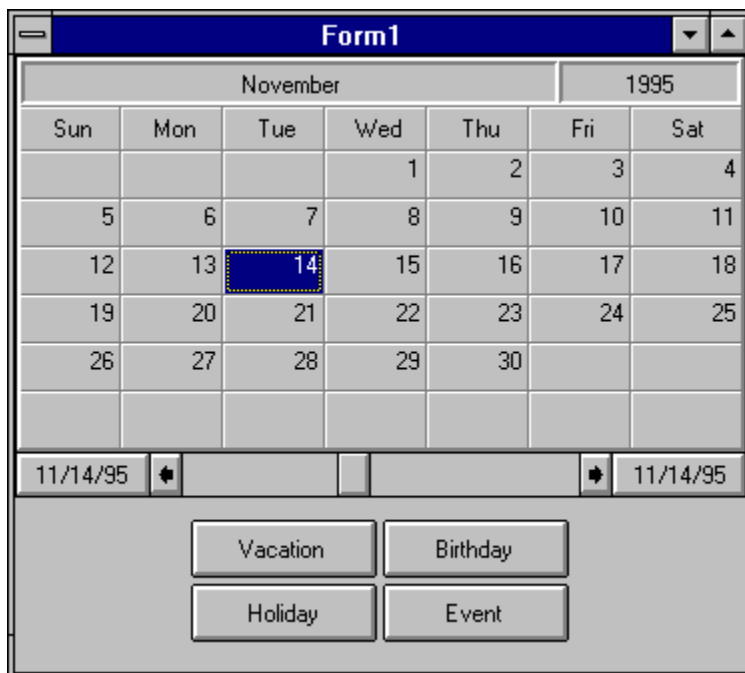 Form1
November 1995
Sun Mon Tue Wed Thu Fri Sat
1 2 3 4
5 6 7 8 9 10 11
12 13 14 15 16 17 18
19 20 21 22 23 24 25
26 27 28 29 30
11/14/95 11/14/95
Vacation Birthday
Holiday Event